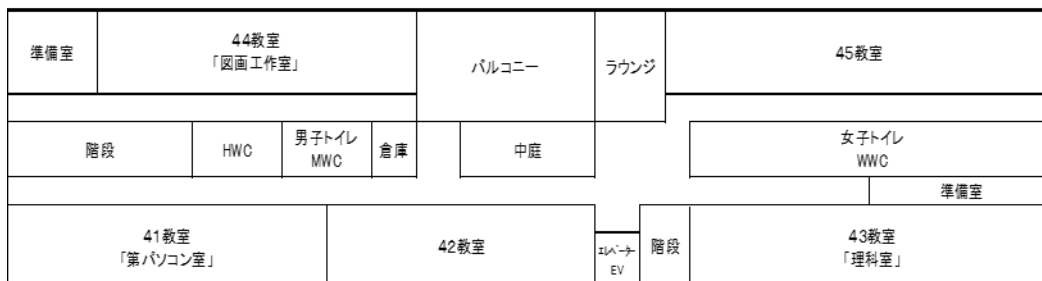 準備室
44教室
「図画工作室」
バルコニー
ラウンジ
45教室
階段
HWC
男子トイレ
MWC
倉庫
中庭
女子トイレ
WWC
準備室
41教室
「第パソコン室」
42教室
エレベーター
EV
階段
43教室
「理科室」